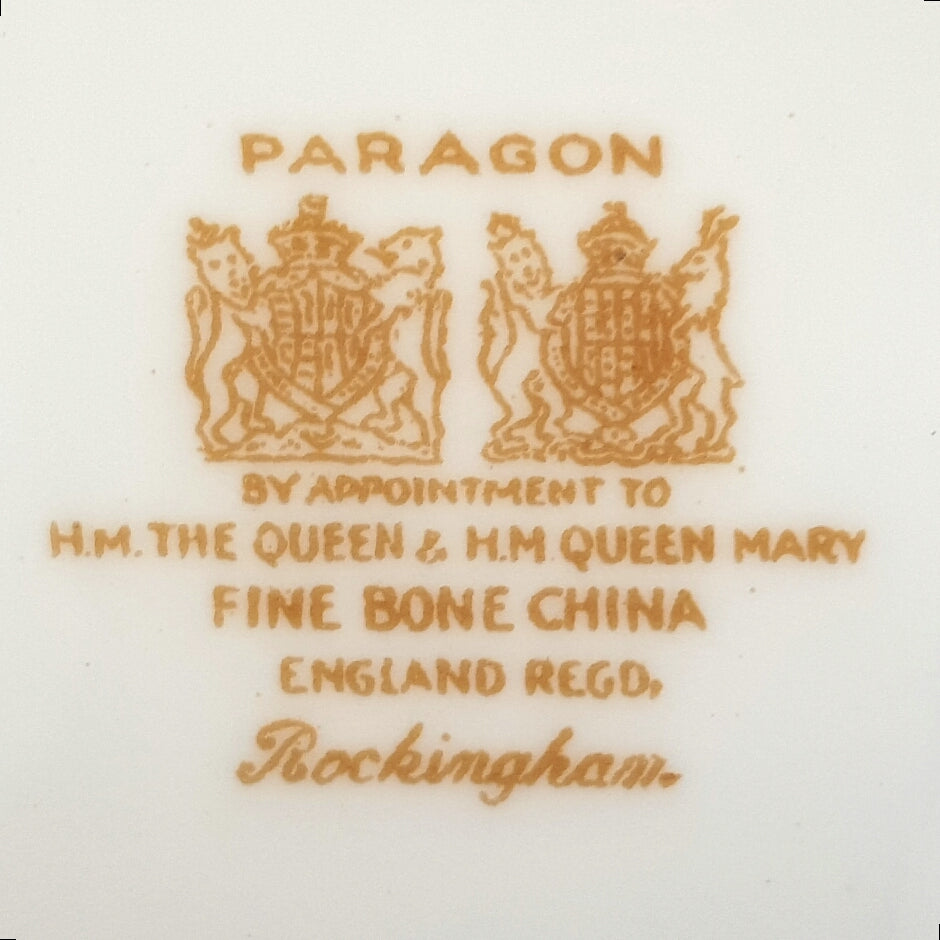 PARAGON
BY APPOINTMENT TO
H.M. THE QUEEN & H.M QUEEN MARY
FINE BONE CHINA
ENGLAND REGD.
Rockingham.